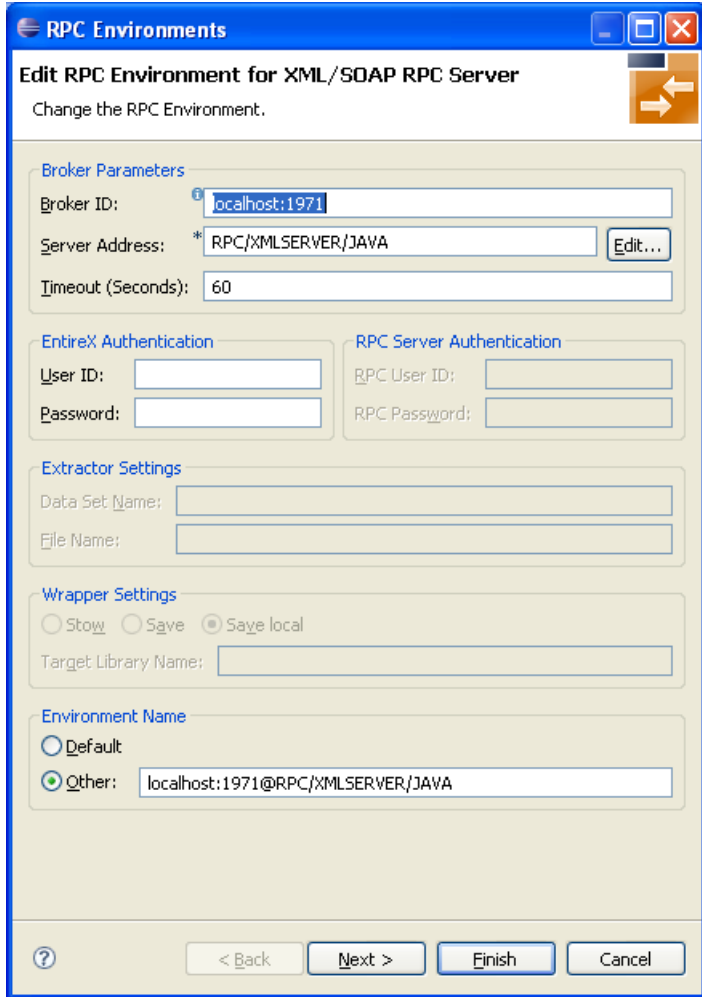 RPC Environments
Edit RPC Environment for XML/SOAP RPC Server
Change the RPC Environment.
Broker Parameters
Broker ID: localhost:1971
Server Address: * RPC/XMLSERVER/JAVA Edit...
Timeout (Seconds): 60
EntireX Authentication RPC Server Authentication
User ID: RPC User ID:
Password: RPC Password:
Extractor Settings
Data Set Name:
File Name:
Wrapper Settings
Stow Save Save local
Target Library Name:
Environment Name
Default
Other: localhost:1971@RPC/XMLSERVER/JAVA
? < Back Next > Finish Cancel